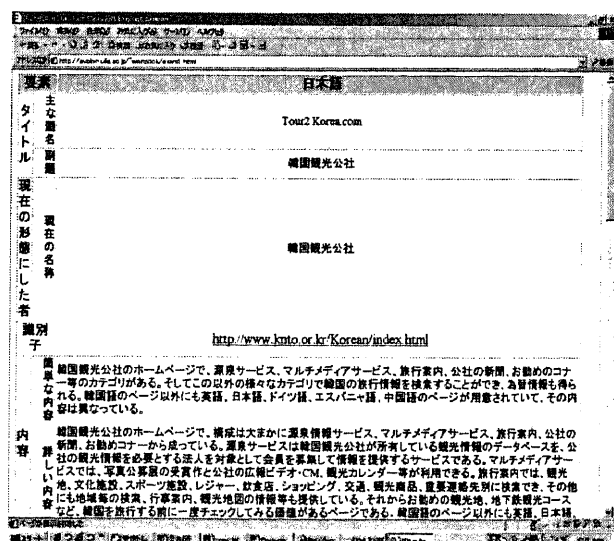 要素
日本語
タイトル
主な題名
Tour2 Korea.com
副題
韓国観光公社
現在の形態にした者
現在の名称
韓国観光公社
識別子
http://www.knto.or.kr/Korean/index.html
内容
簡単な内容
韓国観光公社のホームページで、源泉サービス、マルチメディアサービス、旅行案内、公社の新聞、お勧めのコナ
ー等のカテゴリがある。そしてこの以外の様々なカテゴリで韓国の旅行情報を検索することができ、為替情報も得ら
れる。韓国語のページ以外にも英語、日本語、ドイツ語、エスパニャ語、中国語のページが用意されていて、その内
容は異なっている。
詳しい内容
韓国観光公社のホームページで、構成は大まかに源泉情報サービス、マルチメディアサービス、旅行案内、公社の
新聞、お勧めコナーから成っている。源泉サービスは韓国観光公社が所有している観光情報のデータベースを、公
社の観光情報を必要とする法人を対象として会員を募集して情報を提供するサービスである。マルチメディアサー
ビスでは、写真公募展の受賞作と公社の広報ビデオ・CM、観光カレンダー等が利用できる。旅行案内では、観光
地、文化施設、スポーツ施設、レジャー、飲食店、ショッピング、交通、観光商品、重要連絡先別に検索でき、その他
にも地域毎の検索、行事案内、観光地図の情報等も提供している。それからお勧めの観光地、地下鉄観光コース
など、韓国を旅行する前に一度チェックしてみる価値があるページである。韓国語のページ以外にも英語、日本語、